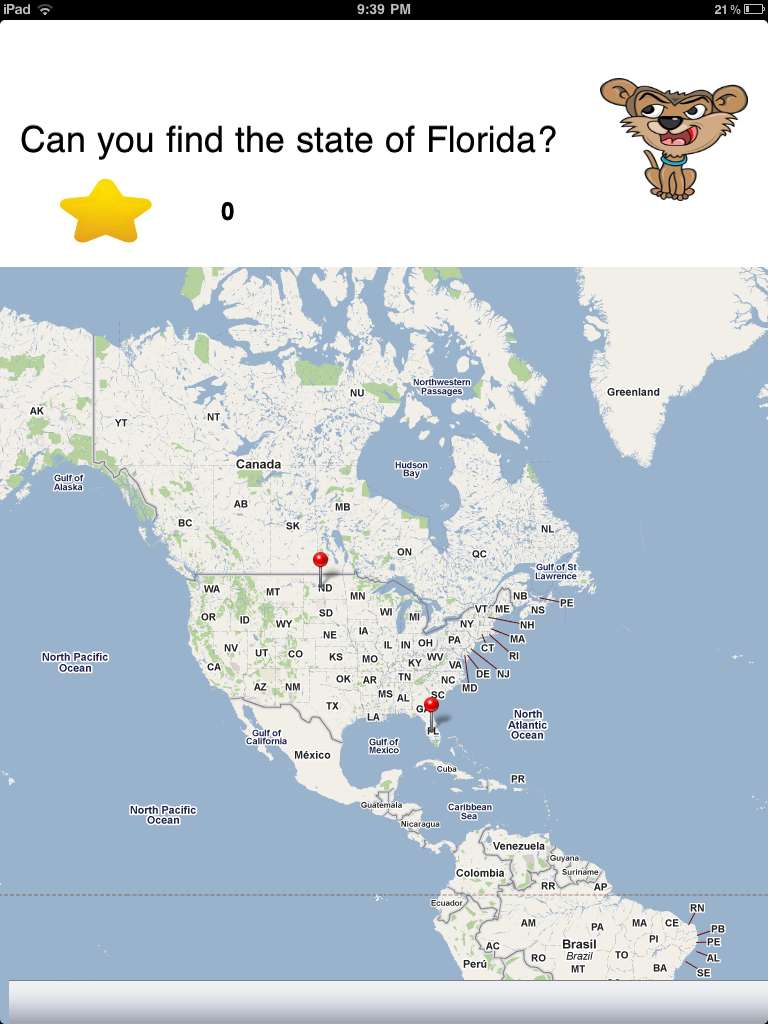 iPad 9:39 PM 21 %
Can you find the state of Florida?
0
Greenland
Northwestern
Passages
NU
AK
YT
NT
Canada
Hudson
Bay
Gulf of
Alaska
AB
MB
BC
SK
NL
ON
QC
Gulf of St
Lawrence
WA
MT
ND
MN
NB
PE
VT
ME
NS
OR
ID
SD
WI
MI
WY
NY
NH
NE
IA
PA
MA
NV
UT
CO
IL
IN
OH
CT
RI
KS
MO
KY
WV
VA
CA
OK
AR
TN
NC
DE
NJ
MD
AZ
NM
MS
AL
SC
TX
LA
GA
FL
North Pacific
Ocean
North
Atlantic
Ocean
Gulf of
California
México
Gulf of
Mexico
Cuba
PR
Guatemala
Caribbean
Sea
Nicaragua
North Pacific
Ocean
Venezuela
Guyana
Colombia
Suriname
RR
AP
Ecuador
RN
AM
PA
MA
CE
PB
PI
PE
AC
Brasil
Brazil
TO
AL
Perú
RO
MT
BA
SE